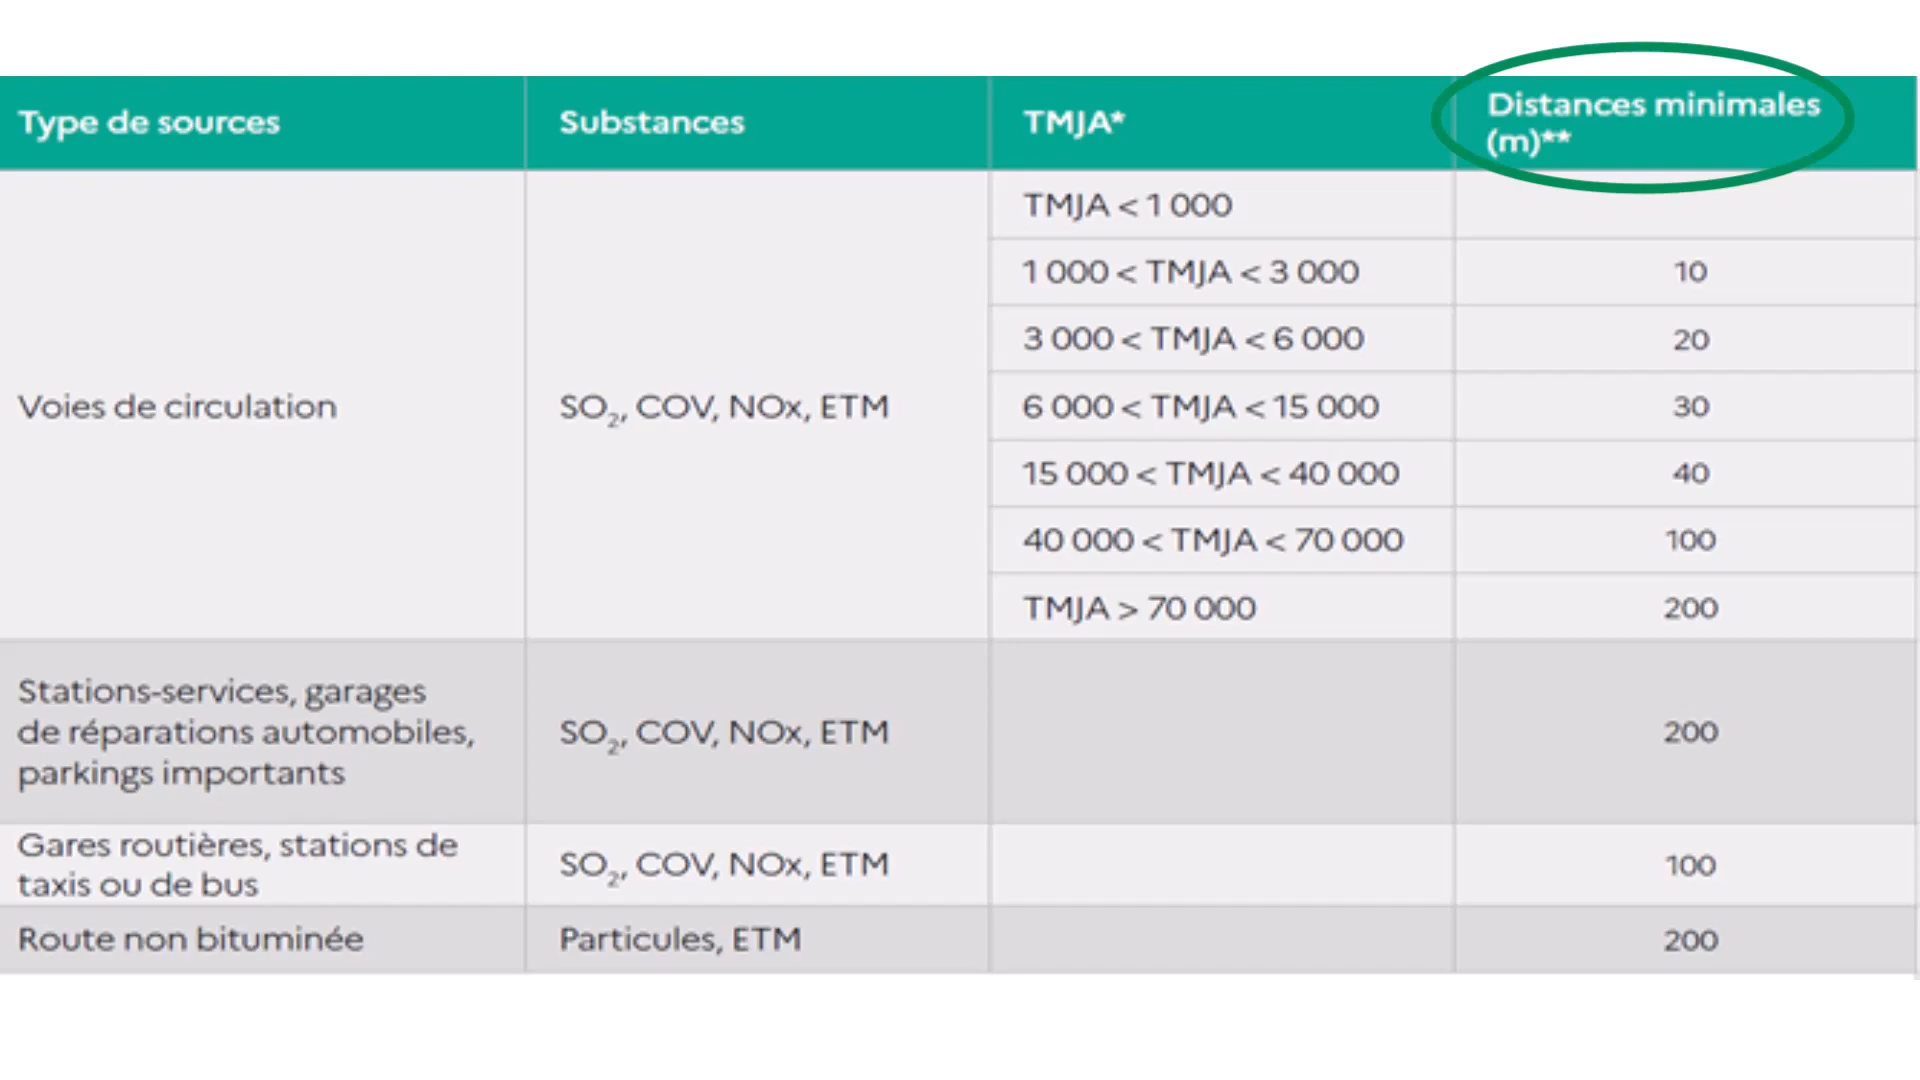 Type de sources
Substances
TMJA*
Distances minimales
(m)**
Voies de circulation
SO₂, COV, NOx, ETM
TMJA < 1 000
1 000 < TMJA < 3 000
10
3 000 < TMJA < 6 000
20
6 000 < TMJA < 15 000
30
15 000 < TMJA < 40 000
40
40 000 < TMJA < 70 000
100
TMJA > 70 000
200
Stations-services, garages
de réparations automobiles,
parkings importants
SO₂, COV, NOx, ETM
200
Gares routières, stations de
taxis ou de bus
SO₂, COV, NOx, ETM
100
Route non bituminée
Particules, ETM
200